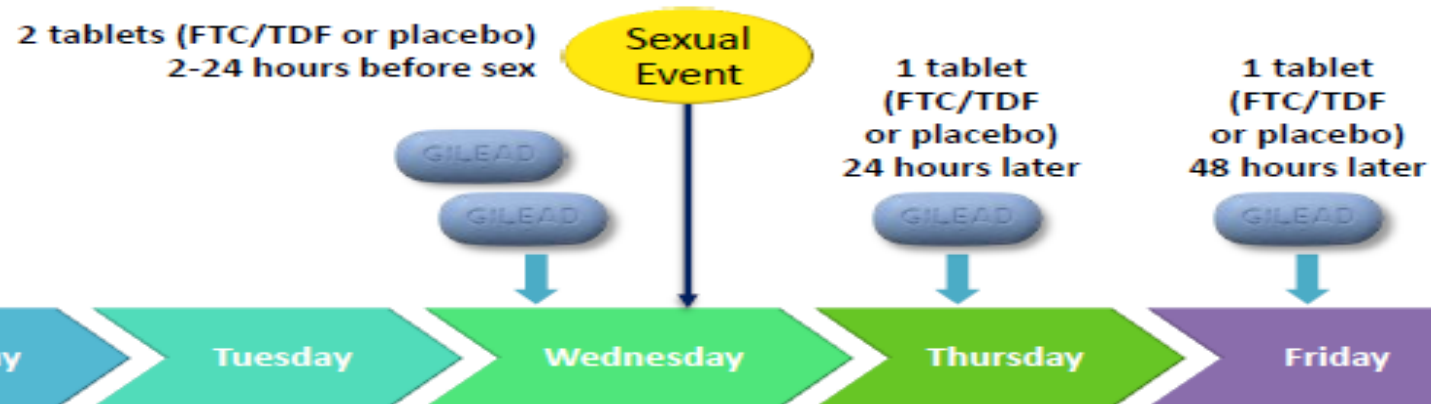 2 tablets (FTC/TDF or placebo)
2-24 hours before sex
Sexual
Event
1 tablet
(FTC/TDF
or placebo)
24 hours later
1 tablet
(FTC/TDF
or placebo)
48 hours later
GILEAD
GILEAD
GILEAD
GILEAD
ay
Tuesday
Wednesday
Thursday
Friday